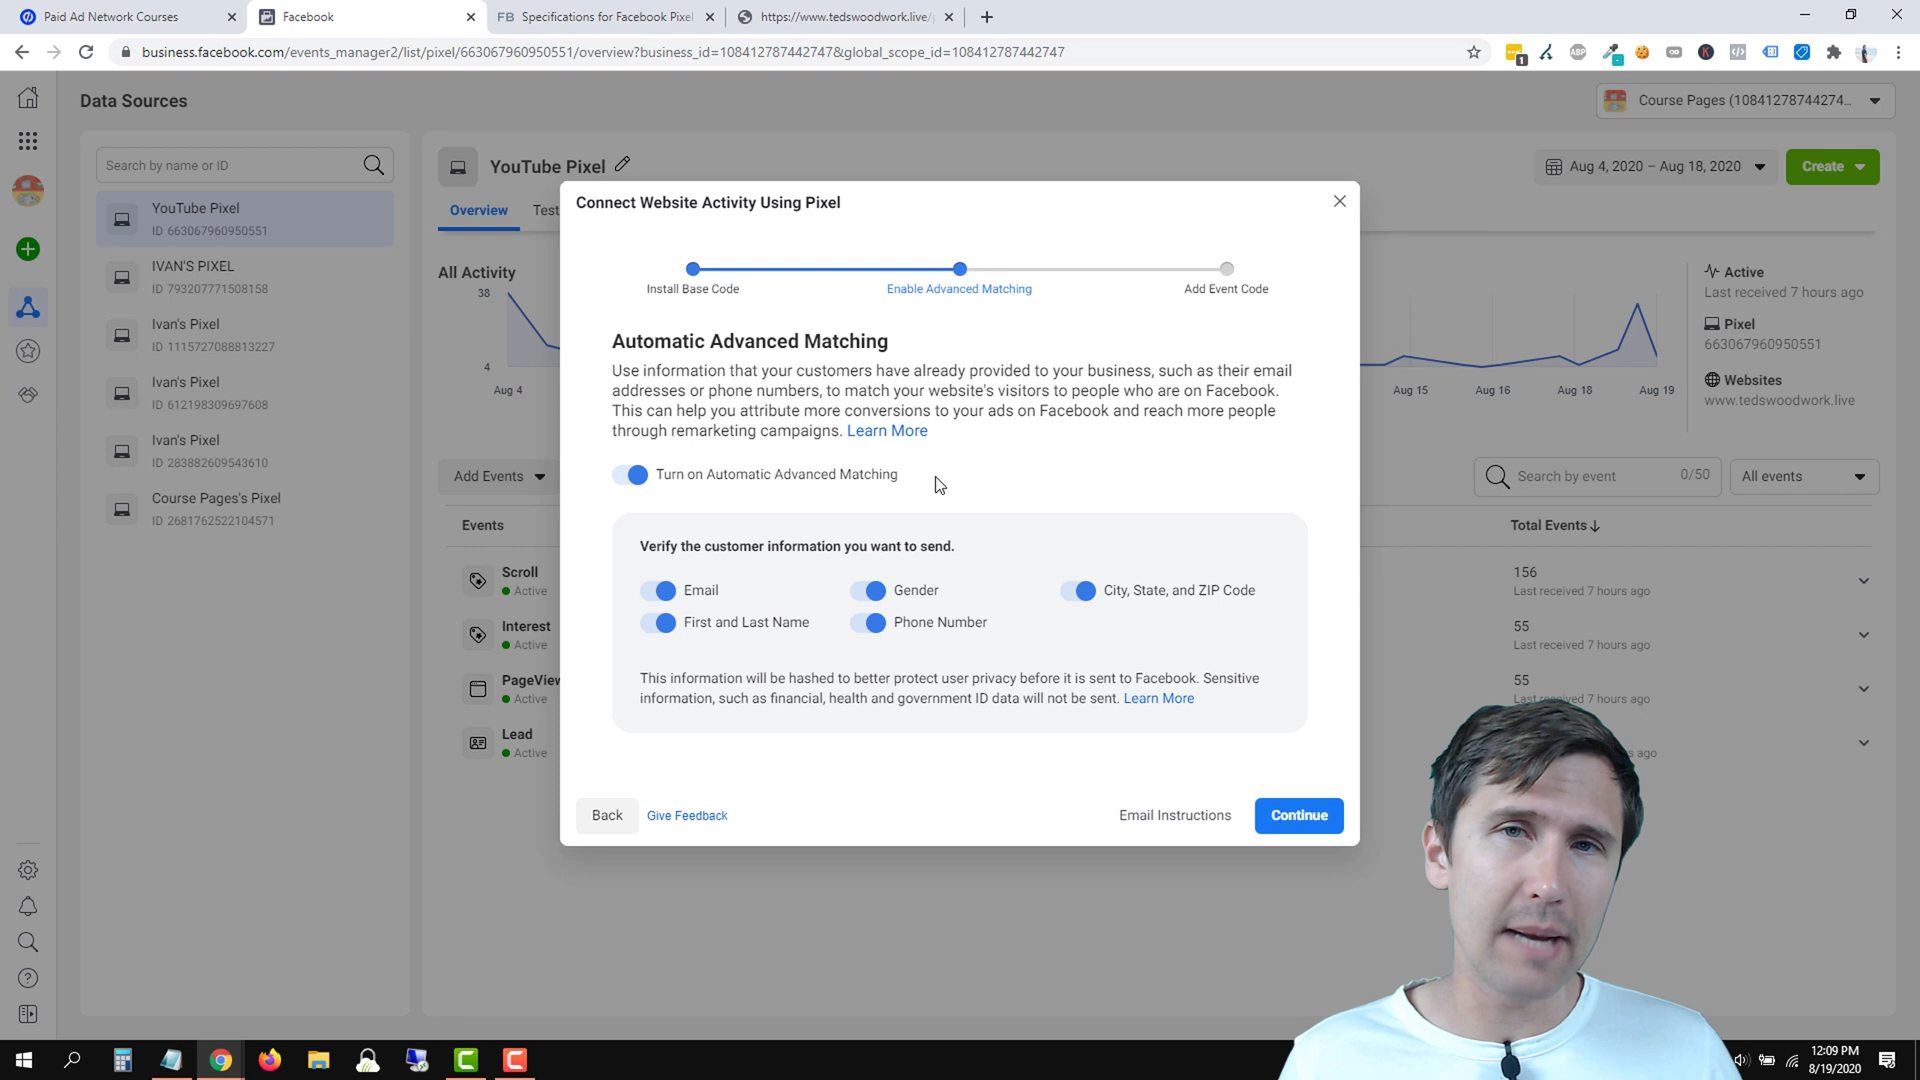 Paid Ad Network Courses
Facebook
FB Specifications for Facebook Pixel
https://www.tedswoodwork.live/
business.facebook.com/events_manager2/list/pixel/663067960950551/overview?business_id=108412787442747&global_scope_id=108412787442747
ABP
1
Data Sources
Course Pages (10841278744274...
Search by name or ID
YouTube Pixel
ID 663067960950551
IVAN'S PIXEL
ID 793207771508158
Ivan's Pixel
ID 1115727088813227
Ivan's Pixel
ID 612198309697608
Ivan's Pixel
ID 283882609543610
Course Pages's Pixel
ID 2681762522104571
YouTube Pixel
Aug 4, 2020 – Aug 18, 2020
Create
Overview
Test
All Activity
38
4
Aug 4
Aug 15
Aug 16
Aug 18
Aug 19
Active
Last received 7 hours ago
Pixel
663067960950551
Websites
www.tedswoodwork.live
Add Events
Search by event
0/50
All events
Events
Total Events
Scroll
Active
156
Last received 7 hours ago
Interest
Active
55
Last received 7 hours ago
PageView
Active
55
Last received 7 hours ago
Lead
Active
s ago
Connect Website Activity Using Pixel
Install Base Code
Enable Advanced Matching
Add Event Code
Automatic Advanced Matching
Use information that your customers have already provided to your business, such as their email
addresses or phone numbers, to match your website's visitors to people who are on Facebook.
This can help you attribute more conversions to your ads on Facebook and reach more people
through remarketing campaigns. Learn More
Turn on Automatic Advanced Matching
Verify the customer information you want to send.
Email
Gender
City, State, and ZIP Code
First and Last Name
Phone Number
This information will be hashed to better protect user privacy before it is sent to Facebook. Sensitive
information, such as financial, health and government ID data will not be sent. Learn More
Back
Give Feedback
Email Instructions
Continue
12:09 PM
8/19/2020